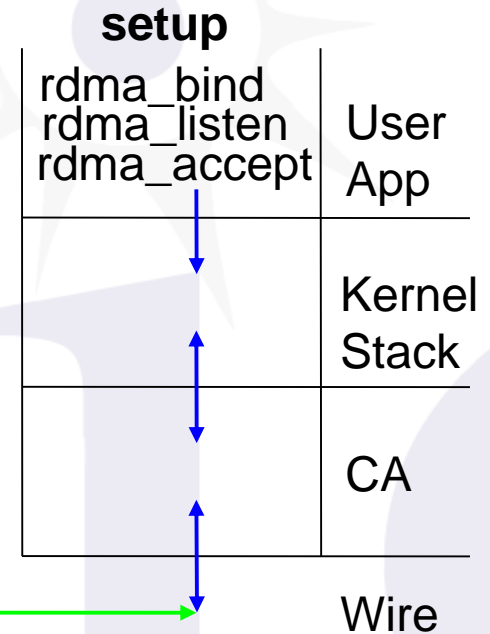 setup
rdma_bind
rdma_listen
rdma_accept
User
App
Kernel
Stack
CA
Wire